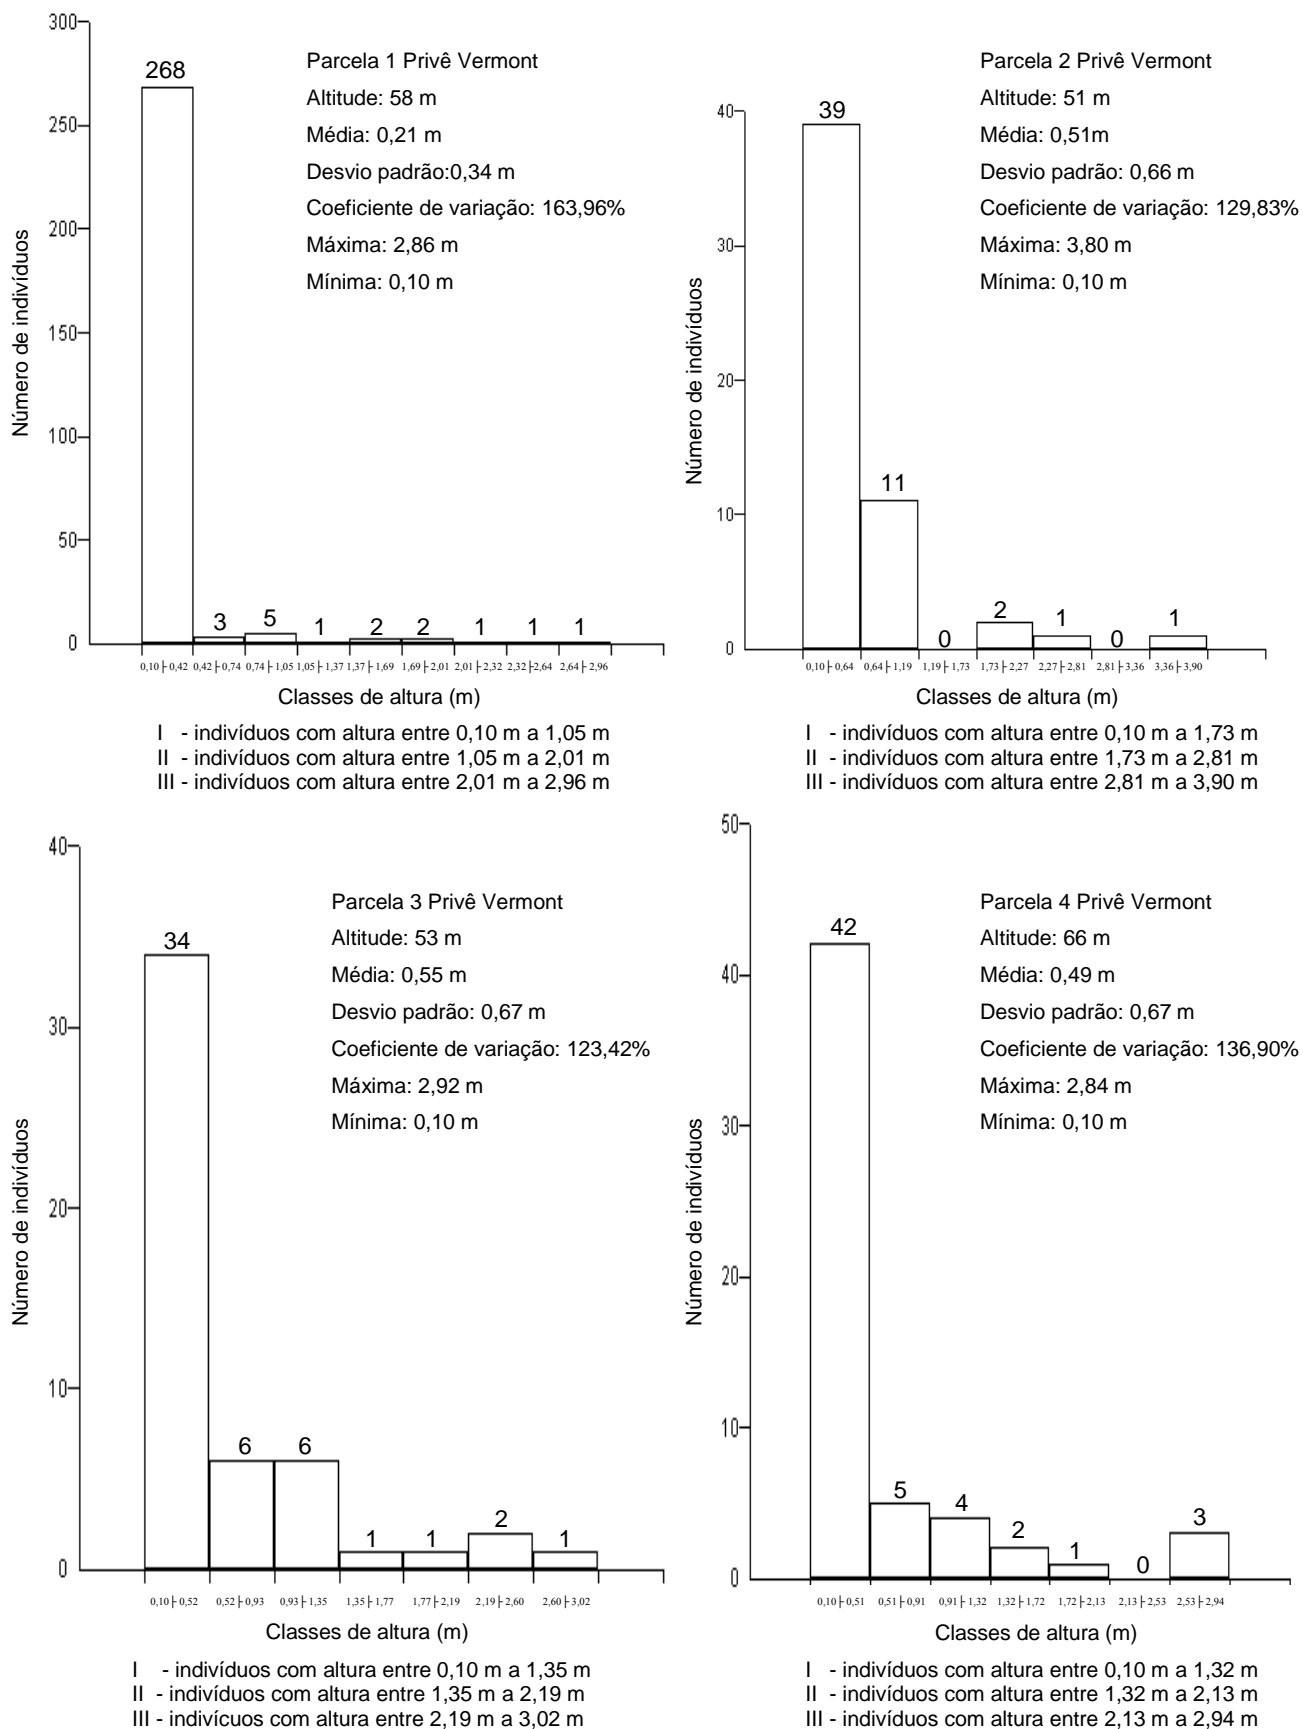 300
250
200
150
100
50
0
Número de indivíduos
268
3
5
1
2
2
1
1
1
Parcela 1 Privê Vermont
Altitude: 58 m
Média: 0,21 m
Desvio padrão:0,34 m
Coeficiente de variação: 163,96%
Máxima: 2,86 m
Mínima: 0,10 m
0,10├0,42 0,42├0,74 0,74├1,05 1,05├1,37 1,37├1,69 1,69├2,01 2,01├2,32 2,32├2,64 2,64├2,96
Classes de altura (m)
I - indivíduos com altura entre 0,10 m a 1,05 m
II - indivíduos com altura entre 1,05 m a 2,01 m
III - indivíduos com altura entre 2,01 m a 2,96 m
40
30
20
10
0
Número de indivíduos
39
11
0
2
1
0
1
Parcela 2 Privê Vermont
Altitude: 51 m
Média: 0,51m
Desvio padrão: 0,66 m
Coeficiente de variação: 129,83%
Máxima: 3,80 m
Mínima: 0,10 m
0,10├0,64 0,64├1,19 1,19├1,73 1,73├2,27 2,27├2,81 2,81├3,36 3,36├3,90
Classes de altura (m)
I - indivíduos com altura entre 0,10 m a 1,73 m
II - indivíduos com altura entre 1,73 m a 2,81 m
III - indivíduos com altura entre 2,81 m a 3,90 m
40
30
20
10
0
Número de indivíduos
34
6
6
1
1
2
1
Parcela 3 Privê Vermont
Altitude: 53 m
Média: 0,55 m
Desvio padrão: 0,67 m
Coeficiente de variação: 123,42%
Máxima: 2,92 m
Mínima: 0,10 m
0,10├0,52 0,52├0,93 0,93├1,35 1,35├1,77 1,77├2,19 2,19├2,60 2,60├3,02
Classes de altura (m)
I - indivíduos com altura entre 0,10 m a 1,35 m
II - indivíduos com altura entre 1,35 m a 2,19 m
III - indivícuos com altura entre 2,19 m a 3,02 m
50
40
30
20
10
0
Número de indivíduos
42
5
4
2
1
0
3
Parcela 4 Privê Vermont
Altitude: 66 m
Média: 0,49 m
Desvio padrão: 0,67 m
Coeficiente de variação: 136,90%
Máxima: 2,84 m
Mínima: 0,10 m
0,10├0,51 0,51├0,91 0,91├1,32 1,32├1,72 1,72├2,13 2,13├2,53 2,53├2,94
Classes de altura (m)
I - indivíduos com altura entre 0,10 m a 1,32 m
II - indivíduos com altura entre 1,32 m a 2,13 m
III - indivíduos com altura entre 2,13 m a 2,94 m